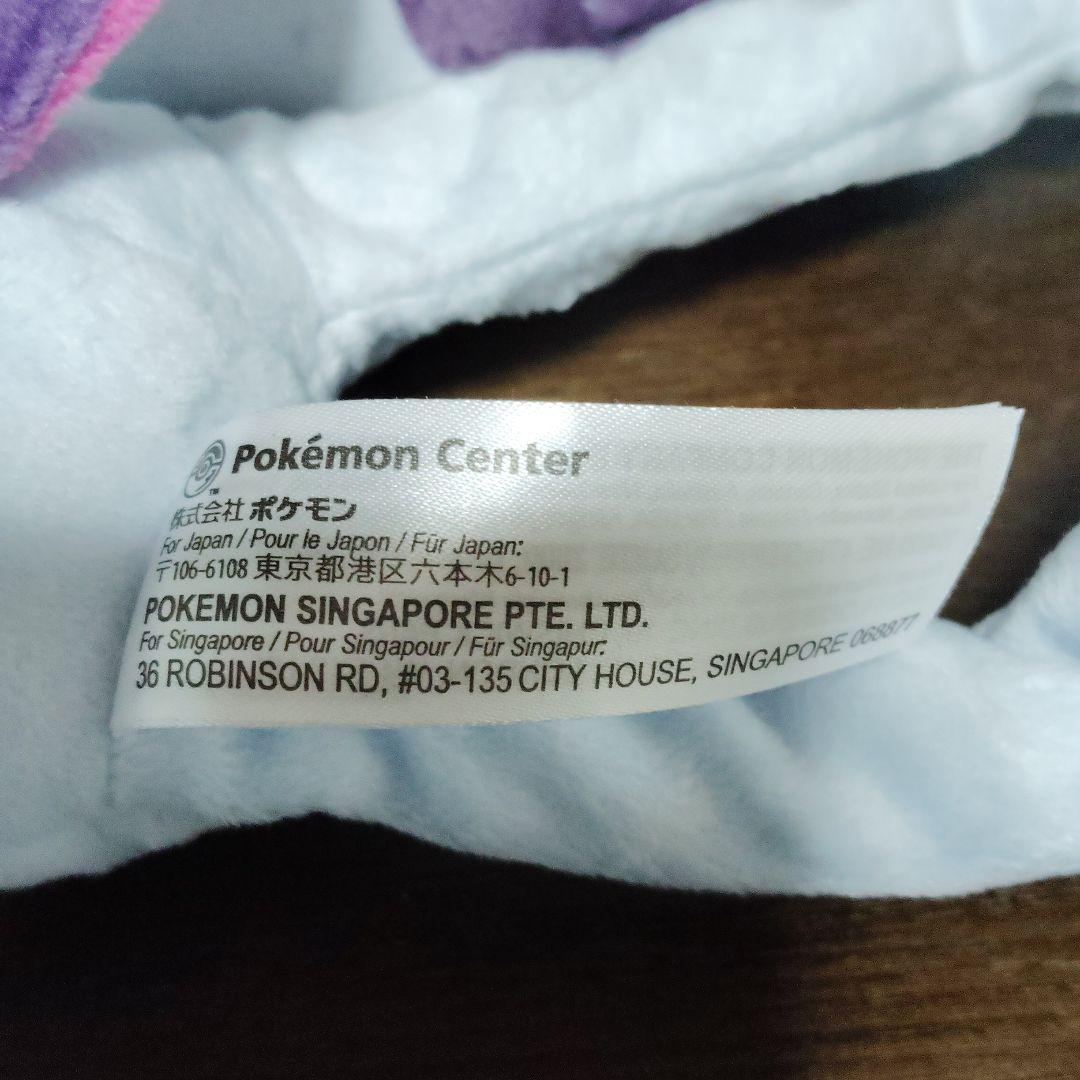 Pokémon Center
TM
株式会社 ポケモン
For Japan / Pour le Japon / Für Japan:
〒106-6108 東京都港区六本木6-10-1
POKEMON SINGAPORE PTE. LTD.
For Singapore / Pour Singapour / Für Singapur:
36 ROBINSON RD, #03-135 CITY HOUSE, SINGAPORE 068877